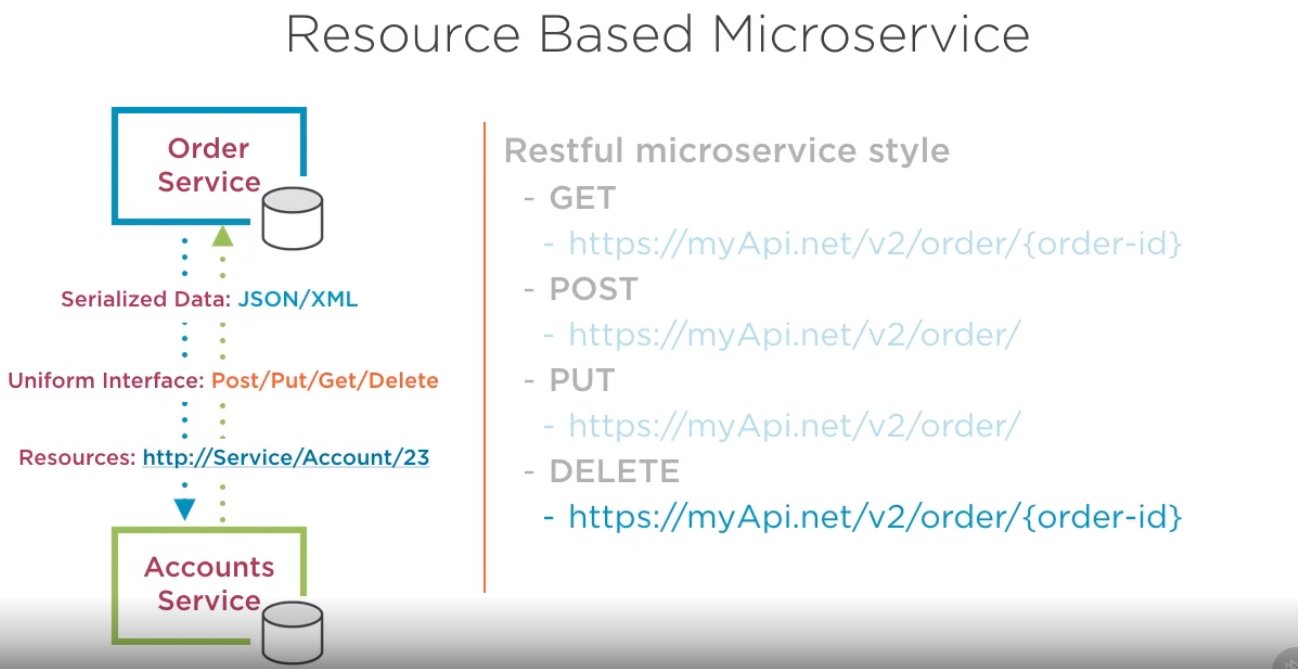 Resource Based Microservice
Order
Service
Serialized Data: JSON/XML
Uniform Interface: Post/Put/Get/Delete
Resources: http://Service/Account/23
Accounts
Service
Restful microservice style
- GET
- https://myApi.net/v2/order/{order-id}
- POST
- https://myApi.net/v2/order/
- PUT
- https://myApi.net/v2/order/
- DELETE
- https://myApi.net/v2/order/{order-id}